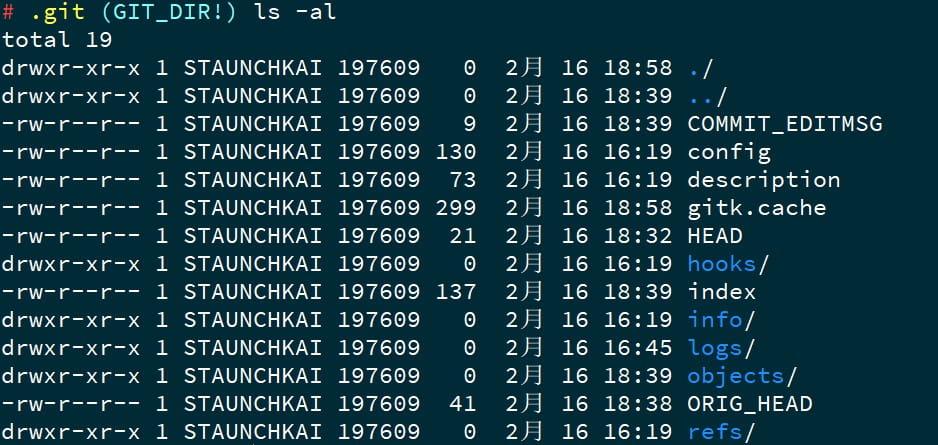 # .git (GIT_DIR!) ls -al
total 19
drwxr-xr-x 1 STAUNCHKAI 197609   0  2月 16 18:58 ./
drwxr-xr-x 1 STAUNCHKAI 197609   0  2月 16 18:39 ../
-rw-r--r-- 1 STAUNCHKAI 197609   9  2月 16 18:39 COMMIT_EDITMSG
-rw-r--r-- 1 STAUNCHKAI 197609 130  2月 16 16:19 config
-rw-r--r-- 1 STAUNCHKAI 197609  73  2月 16 16:19 description
-rw-r--r-- 1 STAUNCHKAI 197609 299  2月 16 18:58 gitk.cache
-rw-r--r-- 1 STAUNCHKAI 197609  21  2月 16 18:32 HEAD
drwxr-xr-x 1 STAUNCHKAI 197609   0  2月 16 16:19 hooks/
-rw-r--r-- 1 STAUNCHKAI 197609 137  2月 16 18:39 index
drwxr-xr-x 1 STAUNCHKAI 197609   0  2月 16 16:19 info/
drwxr-xr-x 1 STAUNCHKAI 197609   0  2月 16 16:45 logs/
drwxr-xr-x 1 STAUNCHKAI 197609   0  2月 16 18:39 objects/
-rw-r--r-- 1 STAUNCHKAI 197609  41  2月 16 18:38 ORIG_HEAD
drwxr-xr-x 1 STAUNCHKAI 197609   0  2月 16 16:19 refs/